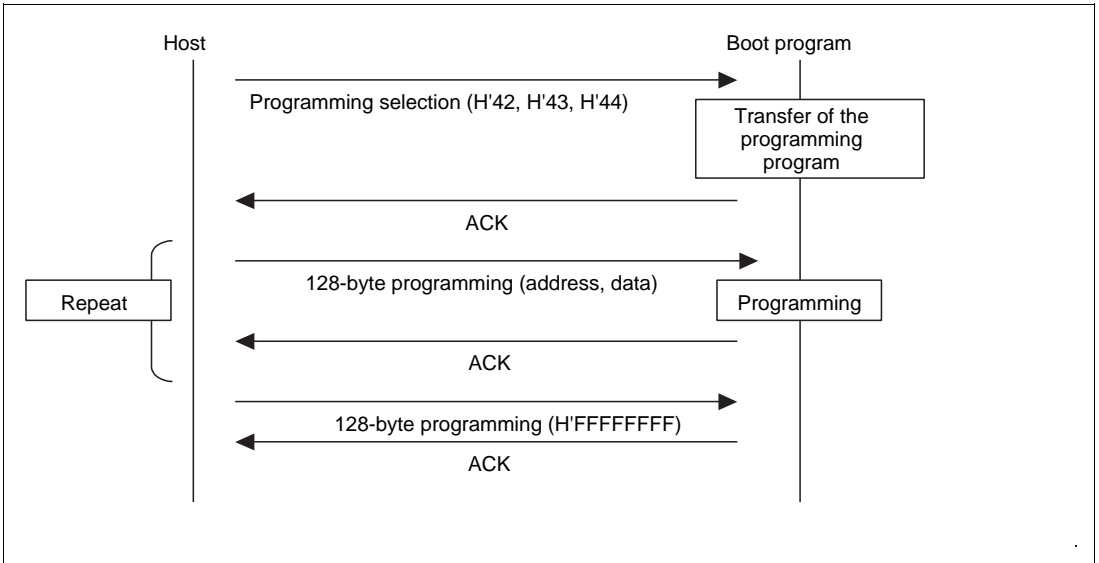 Host
Boot program
Programming selection (H'42, H'43, H'44)
Transfer of the
programming
program
ACK
128-byte programming (address, data)
Repeat
Programming
ACK
128-byte programming (H'FFFFFFFF)
ACK
.